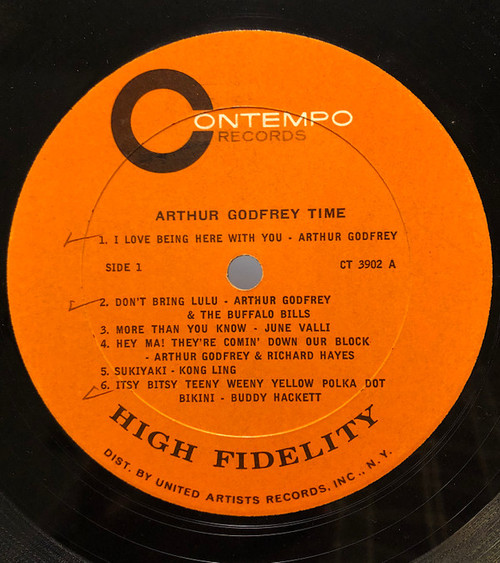 CONTEMPO
RECORDS
ARTHUR GODFREY TIME
1. I LOVE BEING HERE WITH YOU - ARTHUR GODFREY
SIDE 1 CT 3902 A
2. DON'T BRING LULU - ARTHUR GODFREY
& THE BUFFALO BILLS
3. MORE THAN YOU KNOW - JUNE VALLI
4. HEY MA! THEY'RE COMIN' DOWN OUR BLOCK
- ARTHUR GODFREY & RICHARD HAYES
5. SUKIYAKI - KONG LING
6. ITSY BITSY TEENY WEENY YELLOW POLKA DOT
BIKINI - BUDDY HACKETT
HIGH FIDELITY
DIST. BY UNITED ARTISTS RECORDS, INC., N.Y.